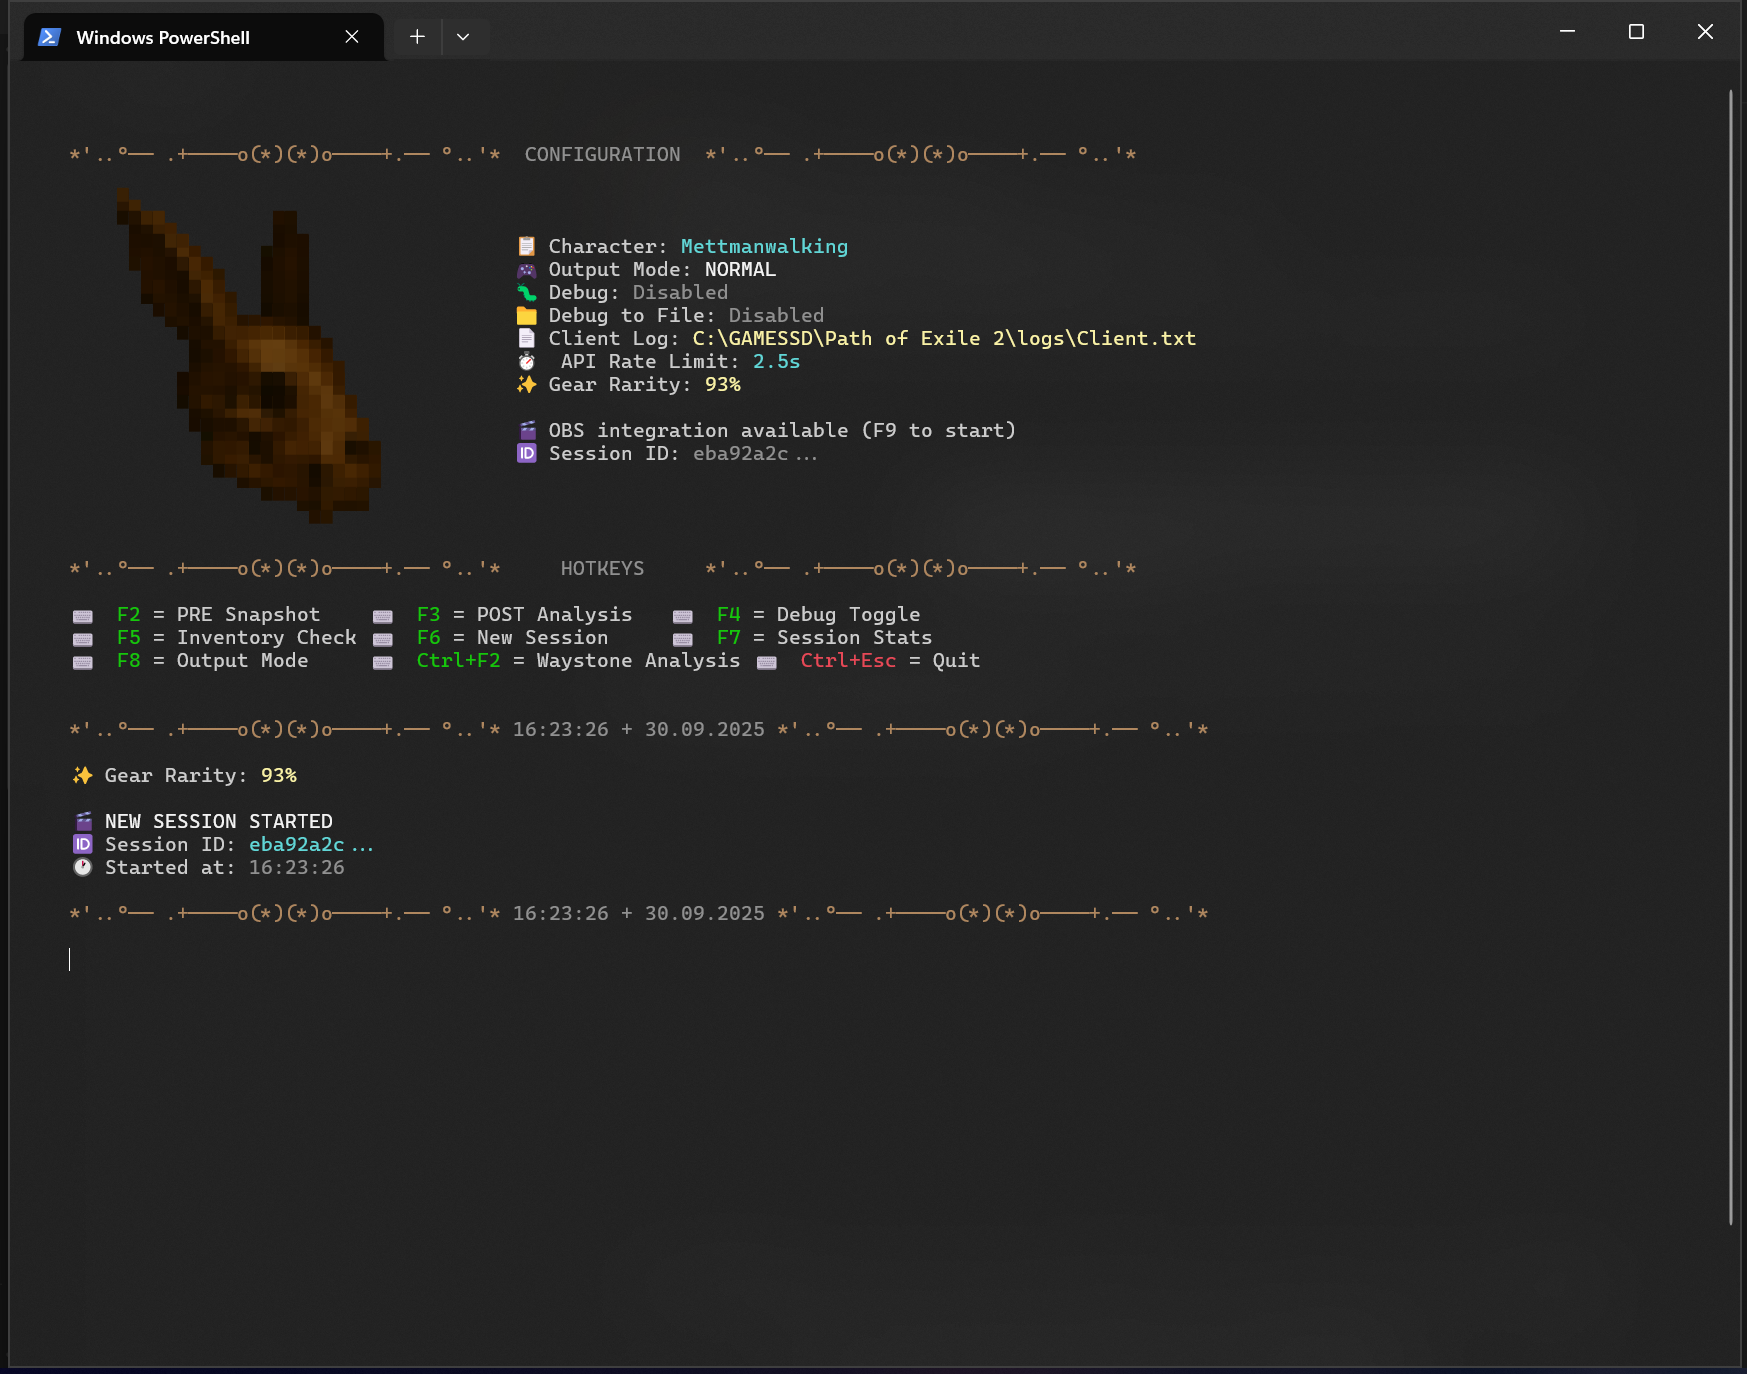 Windows PowerShell
*'..°── .+────o(*)(*)o────+.── °..'*  CONFIGURATION  *'..°── .+────o(*)(*)o────+.── °..'*
📋 Character: Mettmanwalking
🎮 Output Mode: NORMAL
🐛 Debug: Disabled
📁 Debug to File: Disabled
📄 Client Log: C:\GAMESSD\Path of Exile 2\logs\Client.txt
⏱ API Rate Limit: 2.5s
✨ Gear Rarity: 93%
🎬 OBS integration available (F9 to start)
🆔 Session ID: eba92a2c...
*'..°── .+────o(*)(*)o────+.── °..'*     HOTKEYS     *'..°── .+────o(*)(*)o────+.── °..'*
⌨ F2 = PRE Snapshot ⌨ F3 = POST Analysis ⌨ F4 = Debug Toggle
⌨ F5 = Inventory Check ⌨ F6 = New Session ⌨ F7 = Session Stats
⌨ F8 = Output Mode ⌨ Ctrl+F2 = Waystone Analysis ⌨ Ctrl+Esc = Quit
*'..°── .+────o(*)(*)o────+.── °..'* 16:23:26 + 30.09.2025 *'..°── .+────o(*)(*)o────+.── °..'*
✨ Gear Rarity: 93%
🎬 NEW SESSION STARTED
🆔 Session ID: eba92a2c...
🕐 Started at: 16:23:26
*'..°── .+────o(*)(*)o────+.── °..'* 16:23:26 + 30.09.2025 *'..°── .+────o(*)(*)o────+.── °..'*